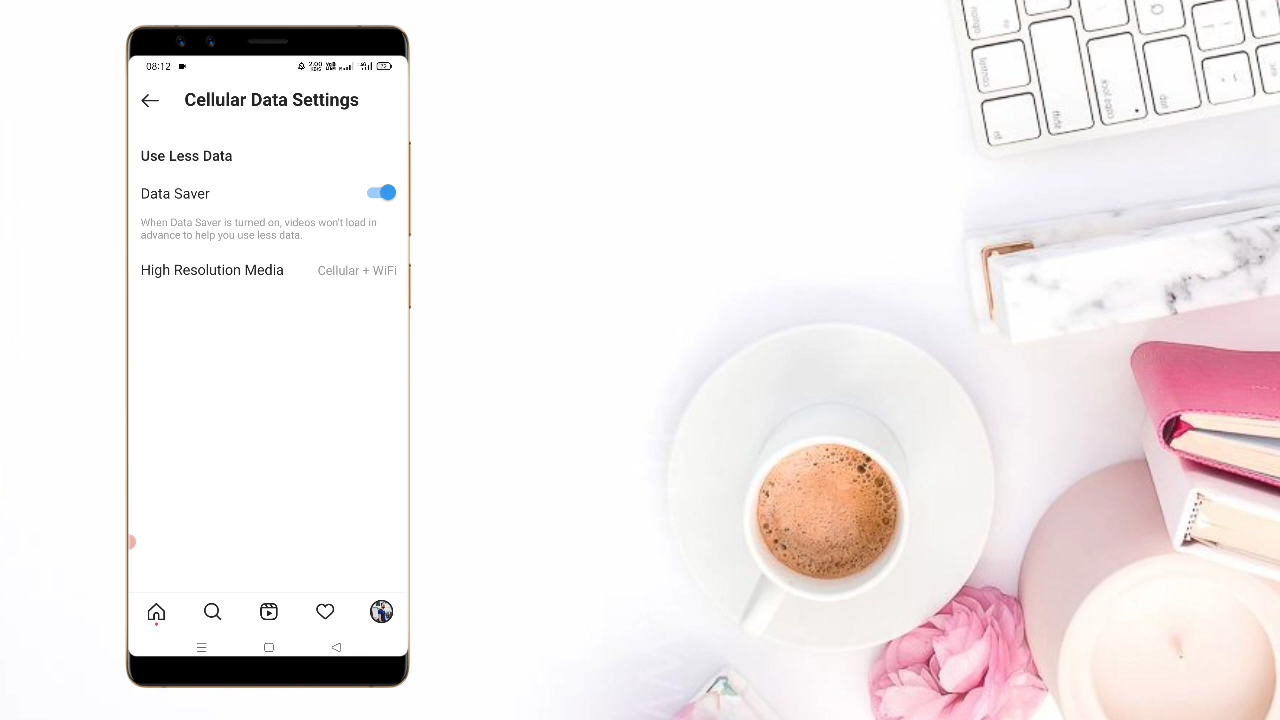 08:12
Cellular Data Settings
Use Less Data
Data Saver
When Data Saver is turned on, videos won't load in
advance to help you use less data.
High Resolution Media
Cellular + WiFi